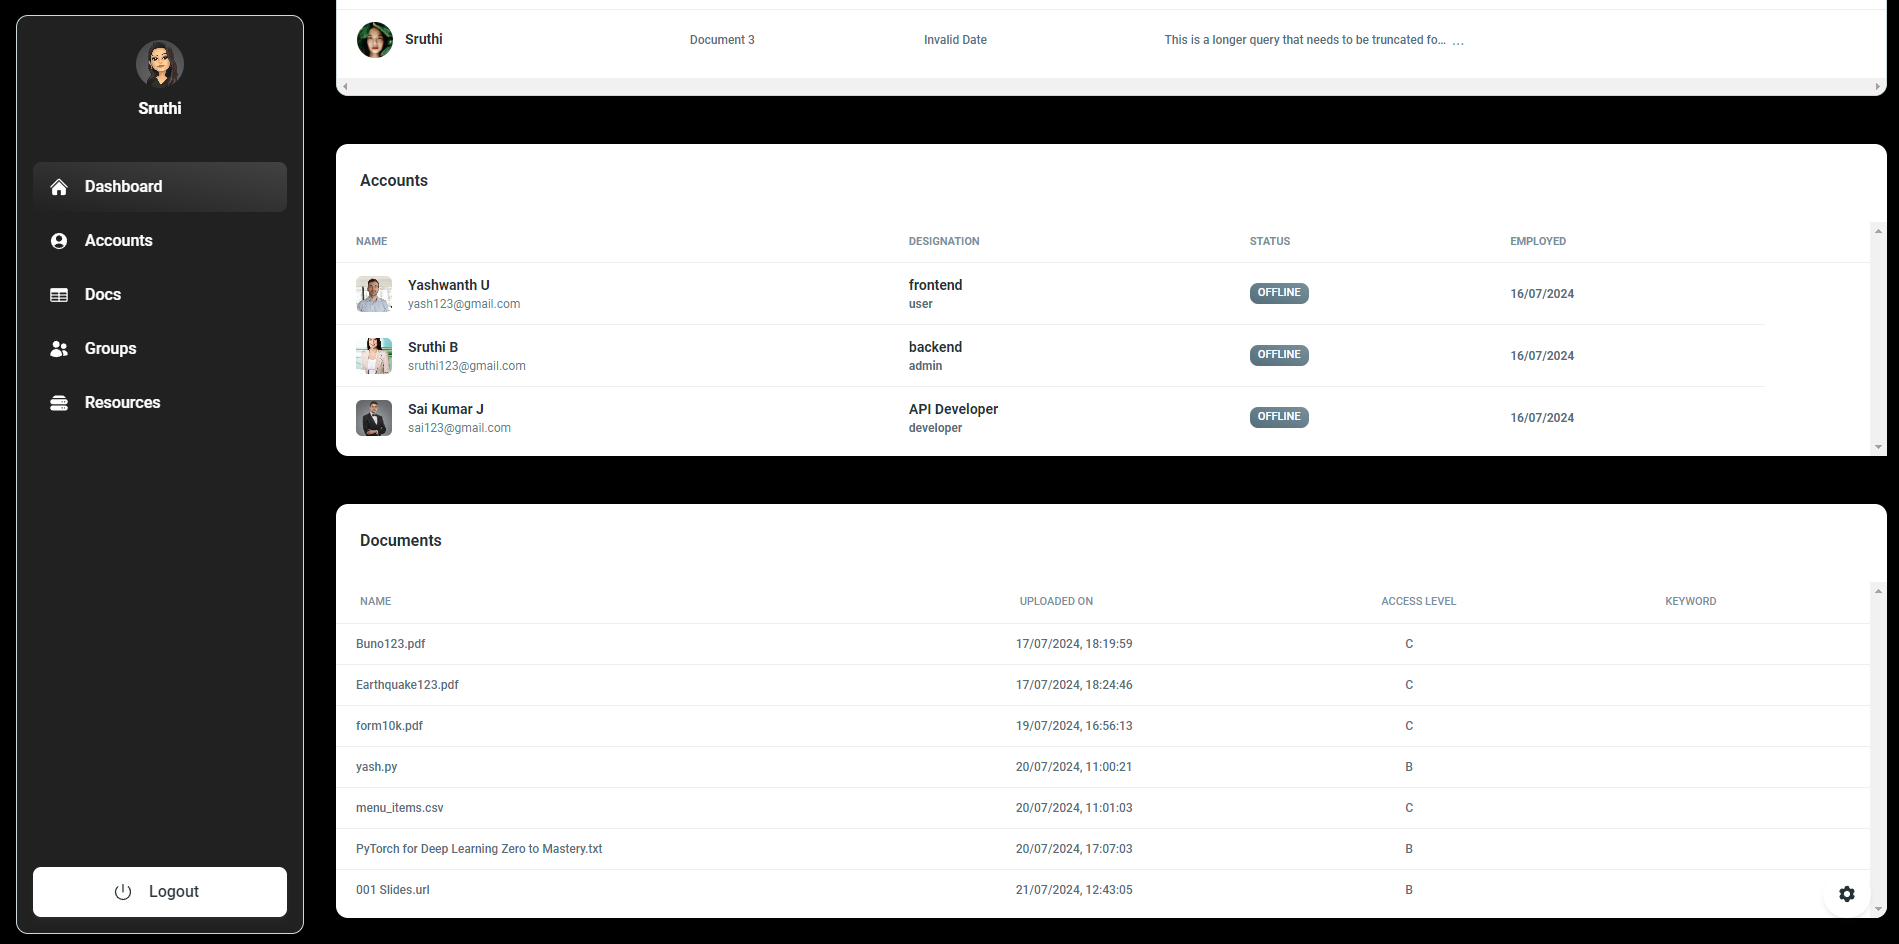 Sruthi
Dashboard
Accounts
Docs
Groups
Resources
Logout
Sruthi Document 3 Invalid Date This is a longer query that needs to be truncated fo... ...
Accounts
NAME DESIGNATION STATUS EMPLOYED
Yashwanth U frontend OFFLINE 16/07/2024
yash123@gmail.com user
Sruthi B backend OFFLINE 16/07/2024
sruthi123@gmail.com admin
Sai Kumar J API Developer OFFLINE 16/07/2024
sai123@gmail.com developer
Documents
NAME UPLOADED ON ACCESS LEVEL KEYWORD
Buno123.pdf 17/07/2024, 18:19:59 C
Earthquake123.pdf 17/07/2024, 18:24:46 C
form10k.pdf 19/07/2024, 16:56:13 C
yash.py 20/07/2024, 11:00:21 B
menu_items.csv 20/07/2024, 11:01:03 C
PyTorch for Deep Learning Zero to Mastery.txt 20/07/2024, 17:07:03 B
001 Slides.url 21/07/2024, 12:43:05 B